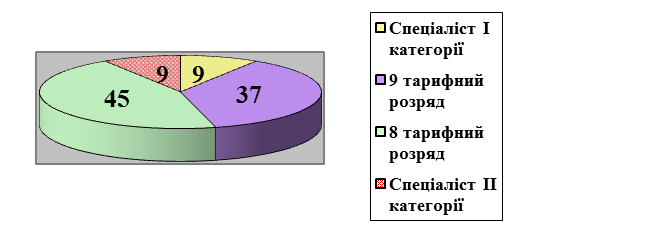 9 9
45 37
Спеціаліст І
категорії
9 тарифний
розряд
8 тарифний
розряд
Спеціаліст ІІ
категорії